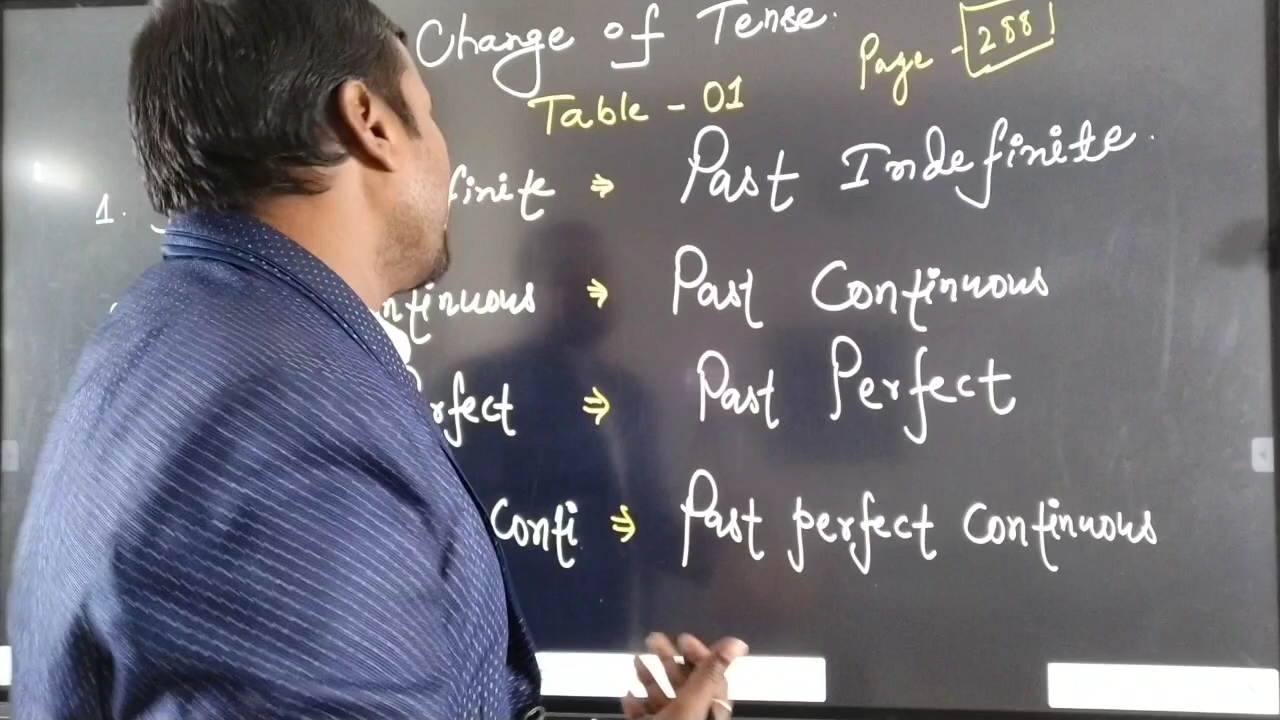 Change of Tense.
Page - 288
Table - 01
1. finite ⇒ Past Indefinite.
ntinuous ⇒ Past Continuous
rfect ⇒ Past Perfect
Conti ⇒ Past perfect Continuous